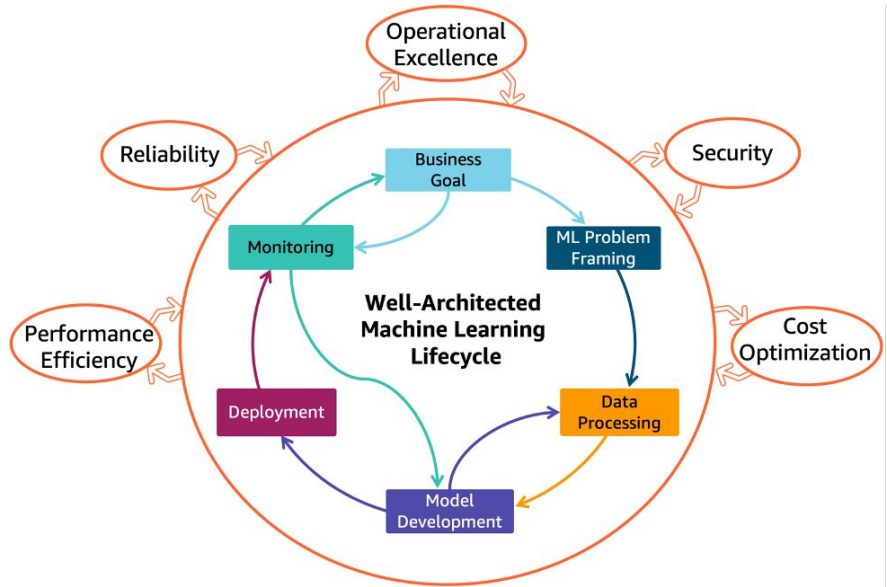 Operational
Excellence
Reliability
Security
Business
Goal
Monitoring
ML Problem
Framing
Well-Architected
Machine Learning
Lifecycle
Performance
Efficiency
Cost
Optimization
Deployment
Data
Processing
Model
Development